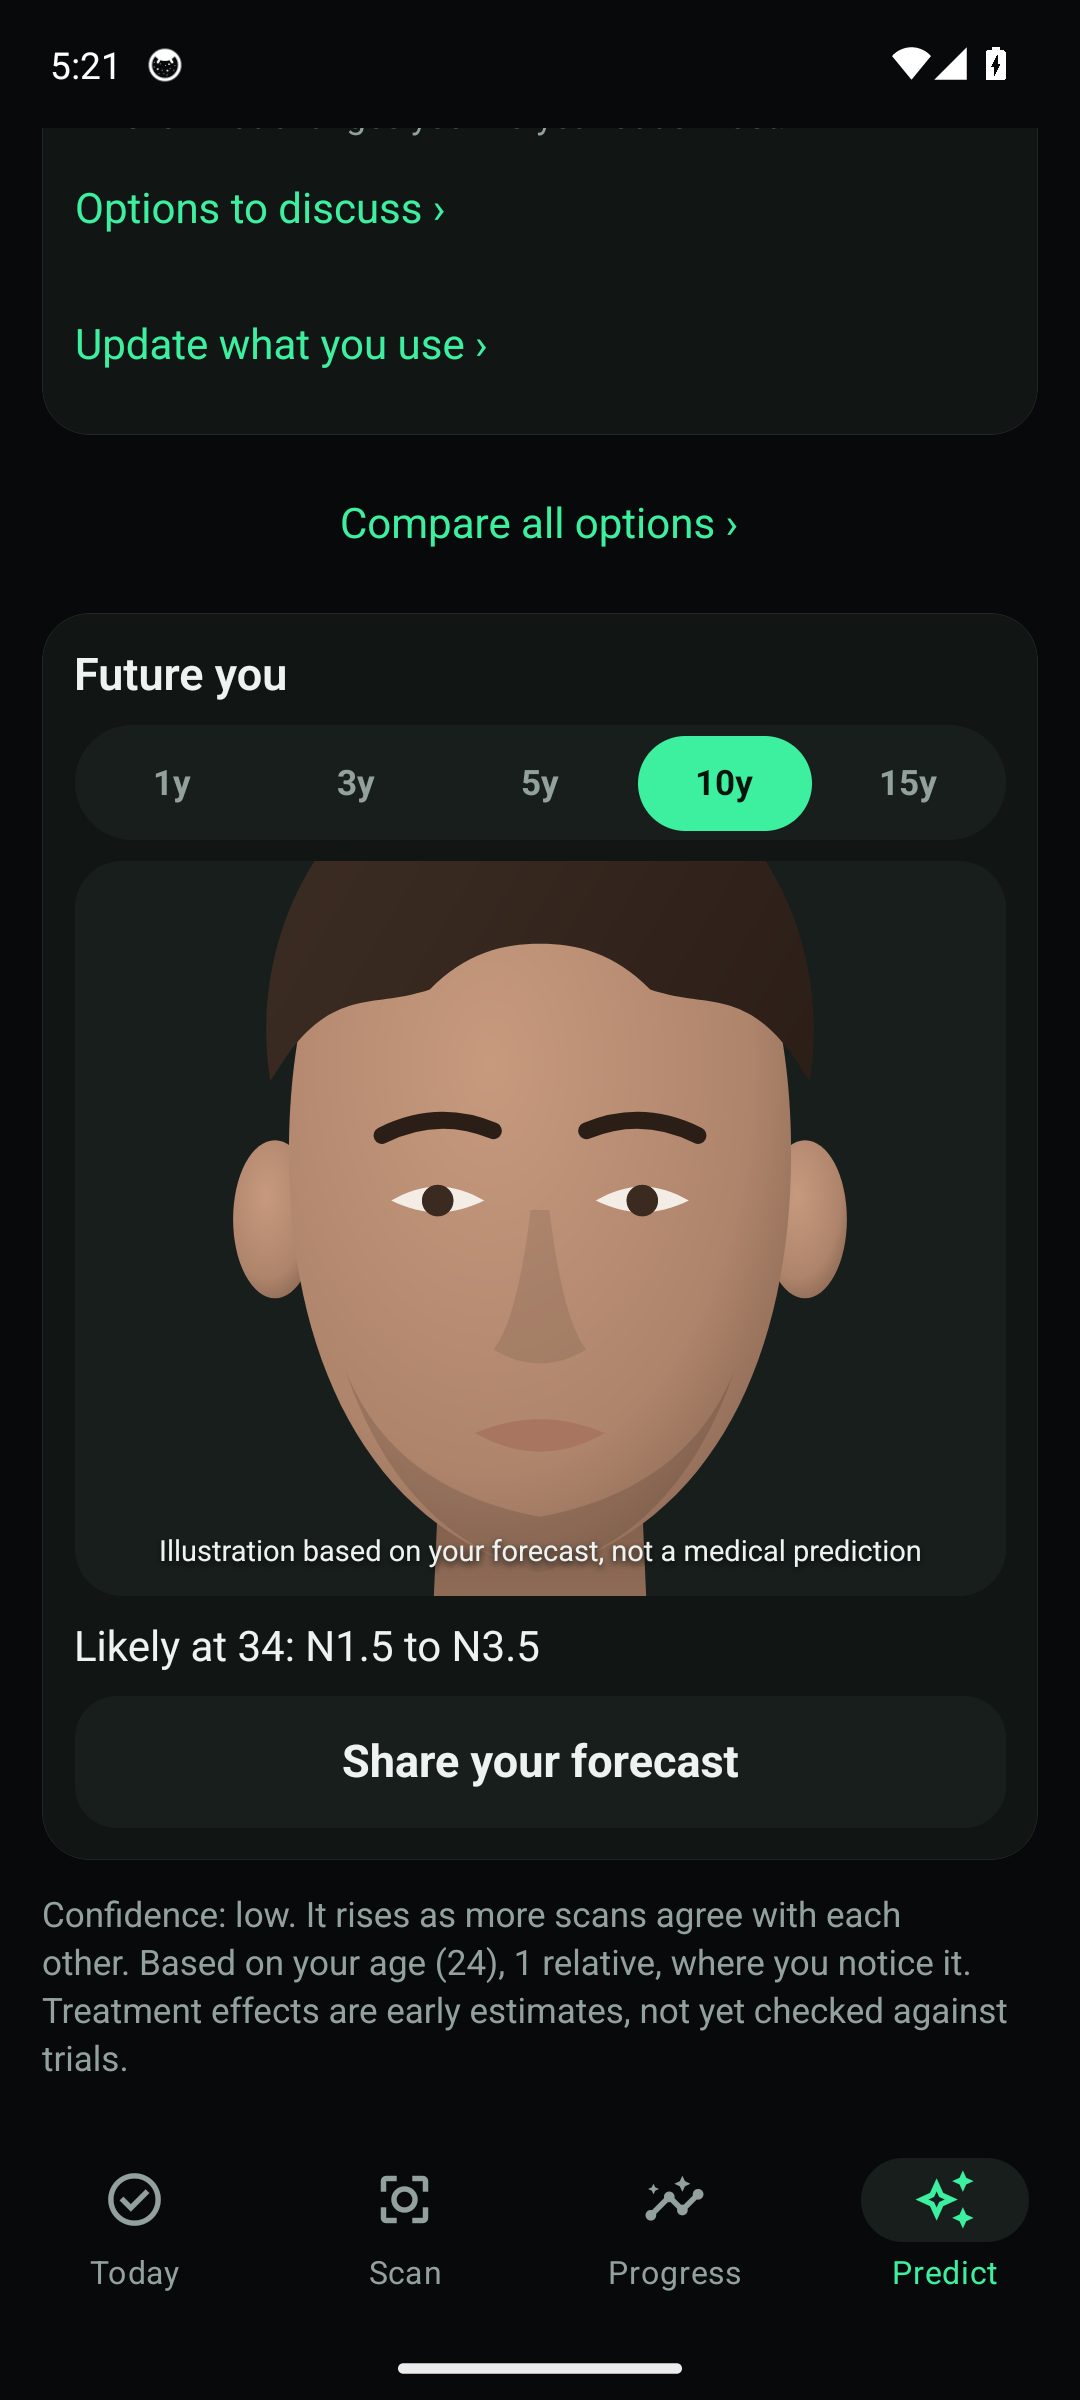 5:21
Options to discuss ›
Update what you use ›
Compare all options ›
Future you
1y 3y 5y 10y 15y
Illustration based on your forecast, not a medical prediction
Likely at 34: N1.5 to N3.5
Share your forecast
Confidence: low. It rises as more scans agree with each
other. Based on your age (24), 1 relative, where you notice it.
Treatment effects are early estimates, not yet checked against
trials.
Today Scan Progress Predict